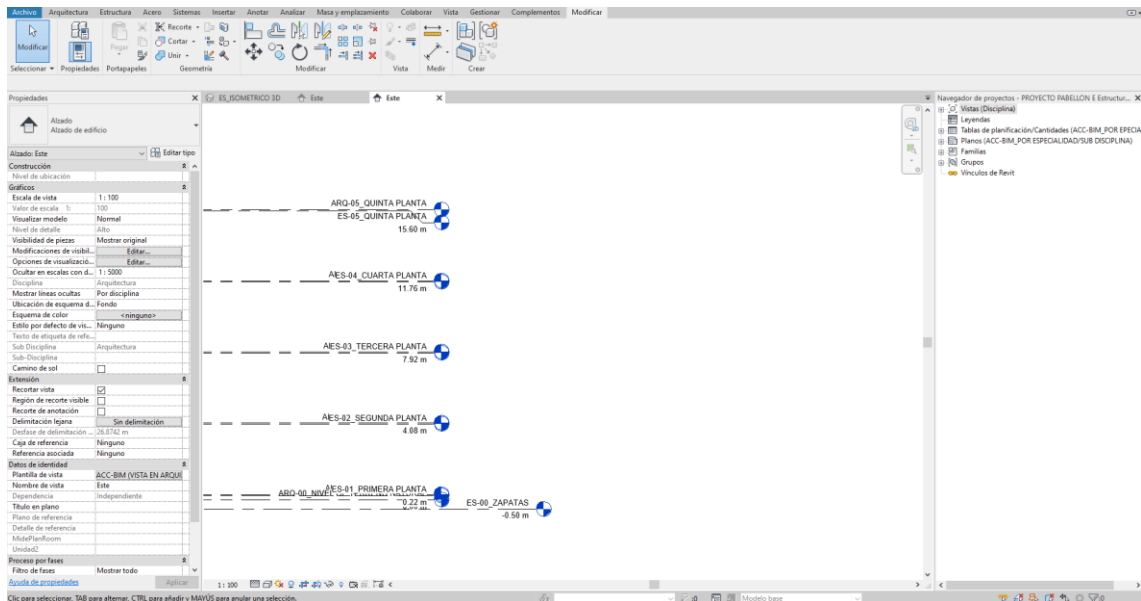 Archivo Arquitectura Estructura Acero Sistemas Insertar Anotar Analizar Masa y emplazamiento Colaborar Vista Gestionar Complementos Modificar
Modificar
Pegar
Recorte
Cortar
Unir
Seleccionar Propiedades Portapapeles Geometría Modificar Vista Medir Crear
Propiedades
ES_ISOMETRICO 3D Este Este
Navegador de proyectos - PROYECTO PABELLON E Estructur...
Alzado
Alzado de edificio
Alzado: Este Editar tipo
Construcción
Nivel de ubicación
Gráficos
Escala de vista 1 : 100
Valor de escala 1: 100
Visualizar modelo Normal
Nivel de detalle Alto
Visibilidad de piezas Mostrar original
Modificaciones de visibil... Editar...
Opciones de visualizació... Editar...
Ocultar en escalas con d... 1 : 5000
Disciplina Arquitectura
Mostrar líneas ocultas Por disciplina
Ubicación de esquema d... Fondo
Esquema de color <ninguno>
Estilo por defecto de vis... Ninguno
Texto de etiqueta de refe...
Sub Disciplina Arquitectura
Sub-Disciplina
Camino de sol
Extensión
Recortar vista
Región de recorte visible
Recorte de anotación
Delimitación lejana Sin delimitación
Desfase de delimitación ... 26.8742 m
Caja de referencia Ninguno
Referencia asociada Ninguno
Datos de identidad
Plantilla de vista ACC-BIM (VISTA EN ARQUI
Nombre de vista Este
Dependencia Independiente
Título en plano
Plano de referencia
Detalle de referencia
MidePlanRoom
Unidad2
Proceso por fases
Filtro de fases Mostrar todo
Ayuda de propiedades Aplicar
ARQ-05_QUINTA PLANTA
ES-05_QUINTA PLANTA
15.60 m
ES-04_CUARTA PLANTA
11.76 m
ES-03_TERCERA PLANTA
7.92 m
ES-02_SEGUNDA PLANTA
4.08 m
ES-01_PRIMERA PLANTA
0.22 m
ES-00_ZAPATAS
-0.50 m
Vistas (Disciplina)
Leyendas
Tablas de planificación/Cantidades (ACC-BIM_POR EPECIA
Planos (ACC-BIM_POR ESPECIALIDAD/SUB DISCIPLINA)
Familias
Grupos
Vínculos de Revit
1 : 100
Clic para seleccionar, TAB para alternar, CTRL para añadir y MAYÚS para anular una selección.
:0 Modelo base
:0